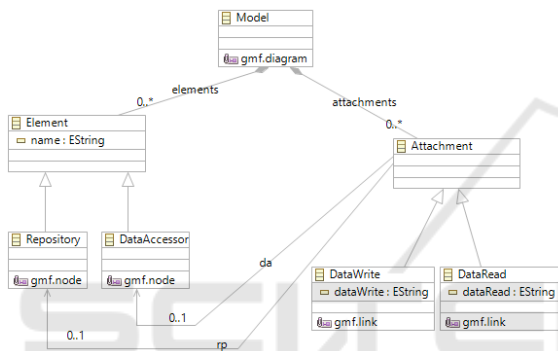 Model
gmf.diagram
elements
attachments
0..*
0..*
Element
name : EString
Attachment
Repository
DataAccessor
gmf.node
gmf.node
da
DataWrite
DataRead
dataWrite : EString
dataRead : EString
0..1
gmf.link
gmf.link
0..1
rp